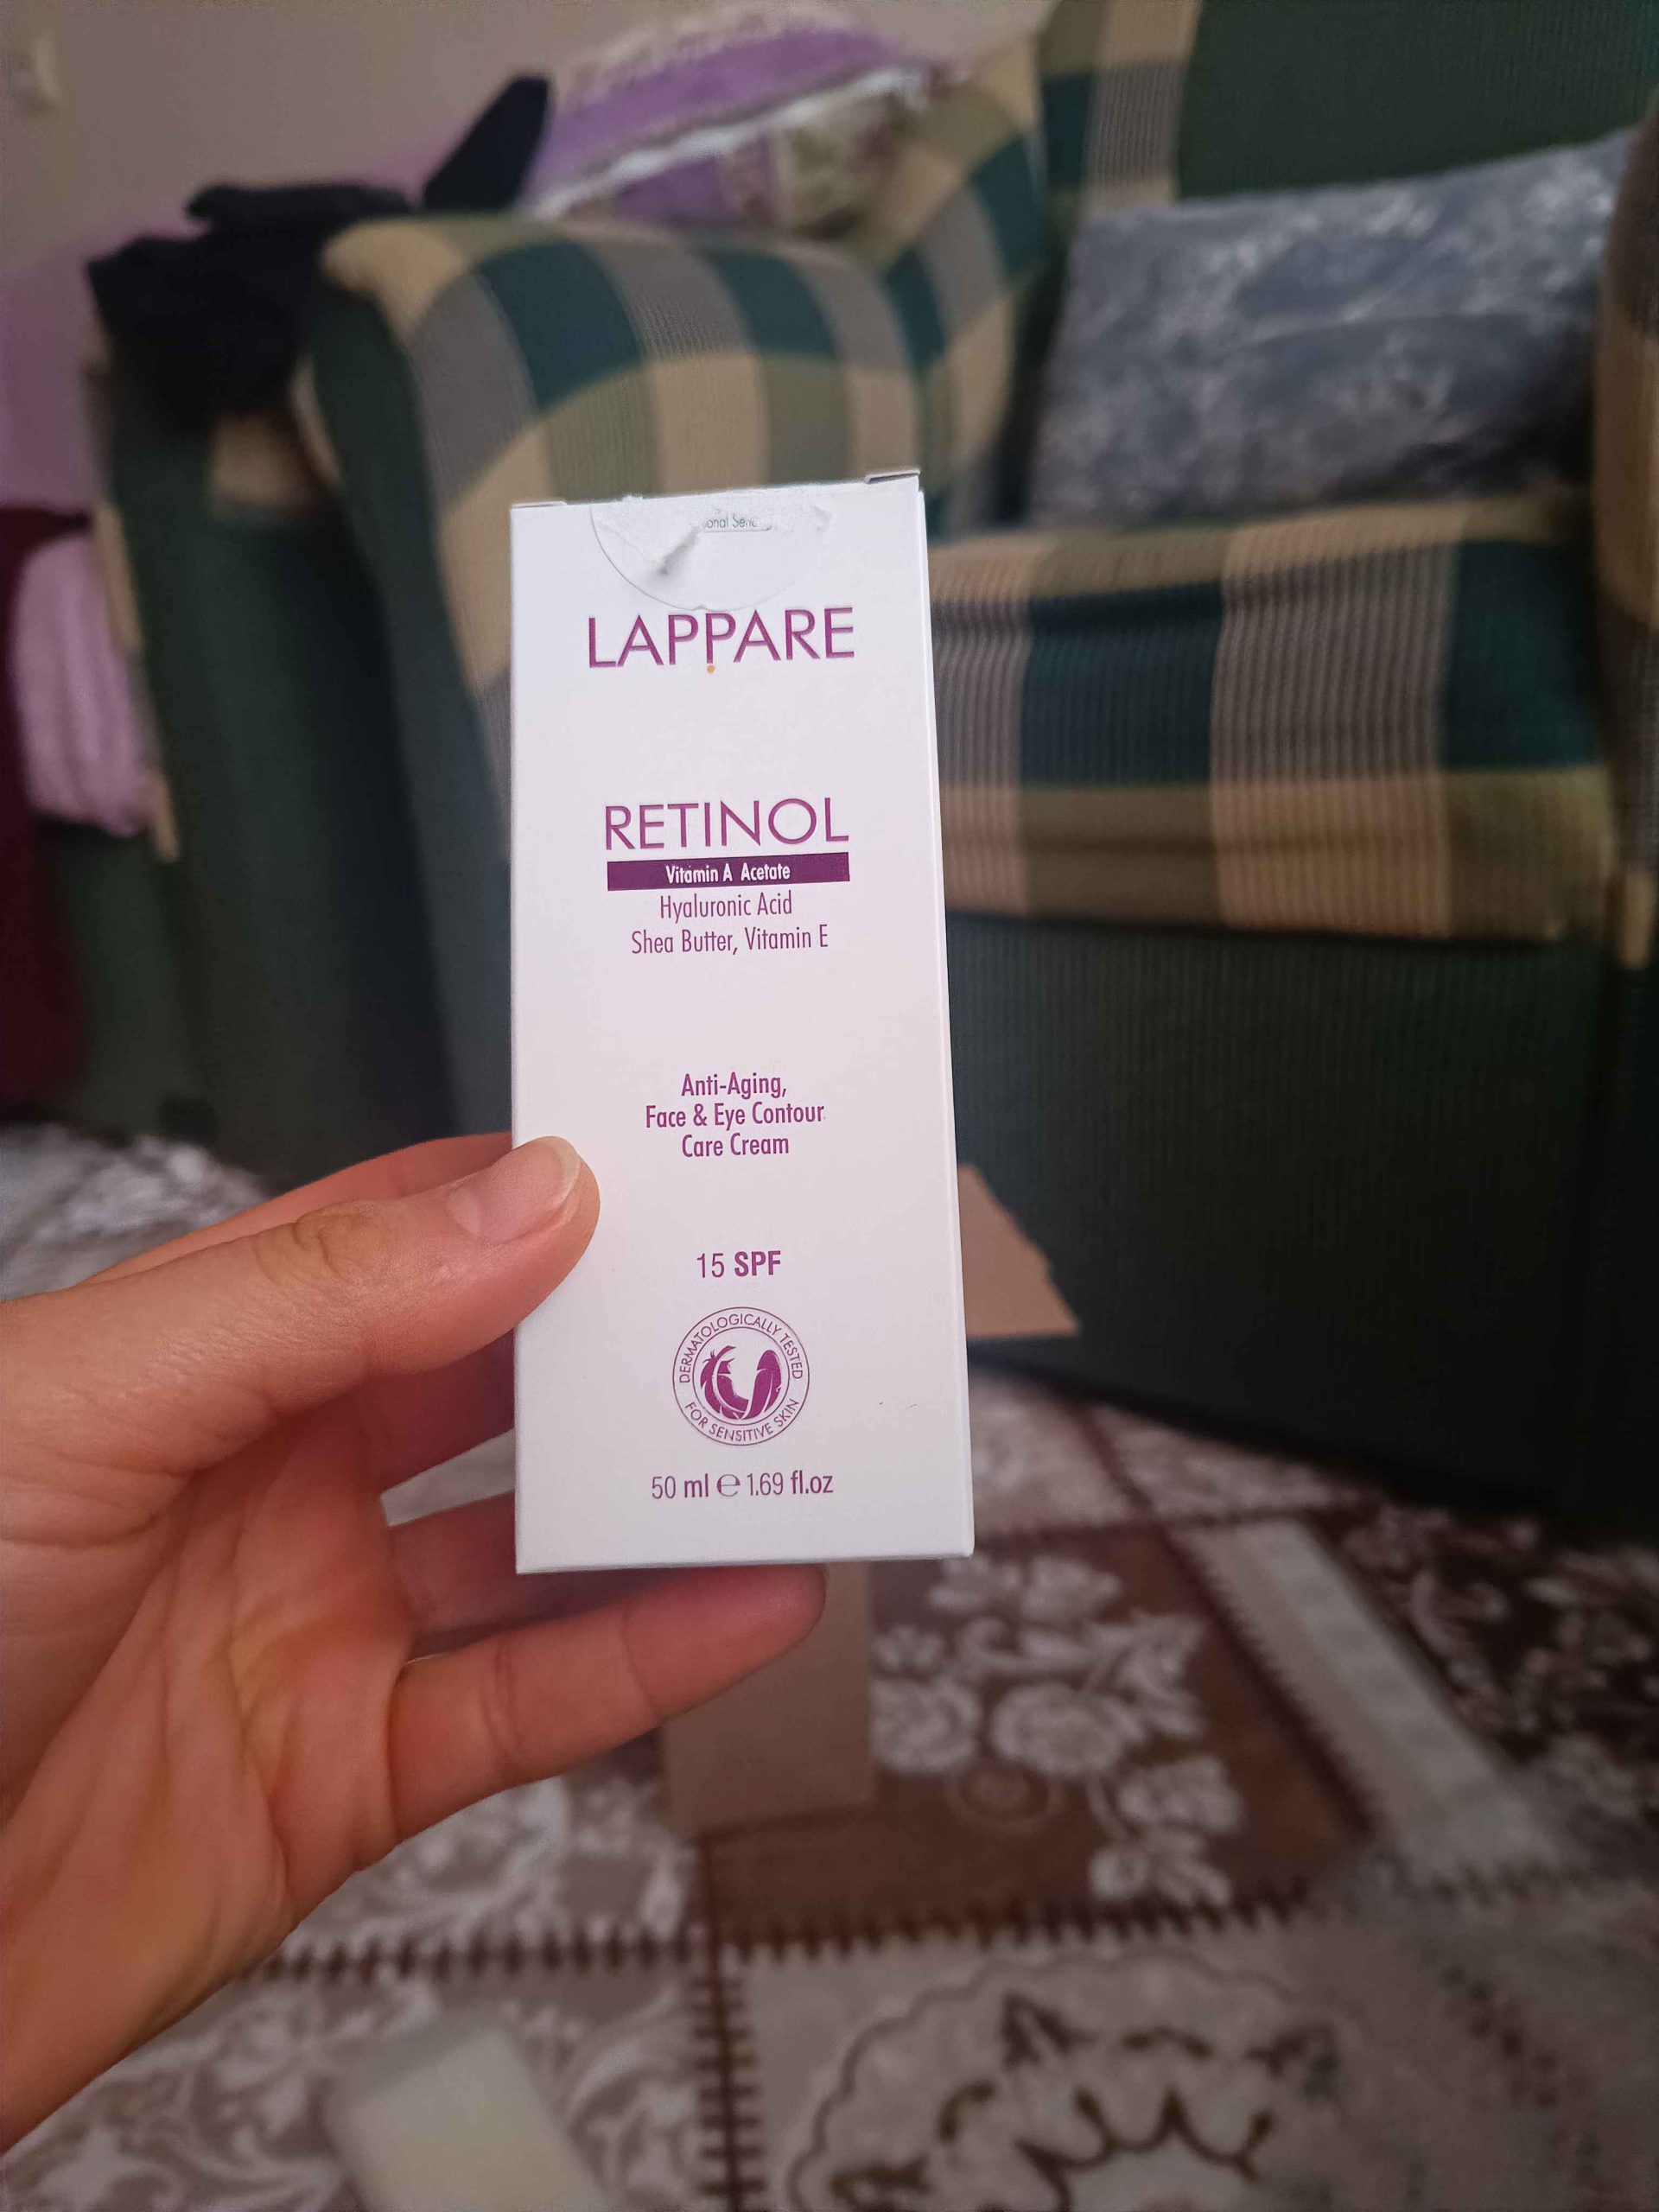 LAPPARE
RETINOL
Vitamin A Acetate
Hyaluronic Acid
Shea Butter, Vitamin E
Anti-Aging,
Face & Eye Contour
Care Cream
15 SPF
DERMATOLOGICALLY TESTED
FOR SENSITIVE SKIN
50 ml ℮ 1.69 fl.oz